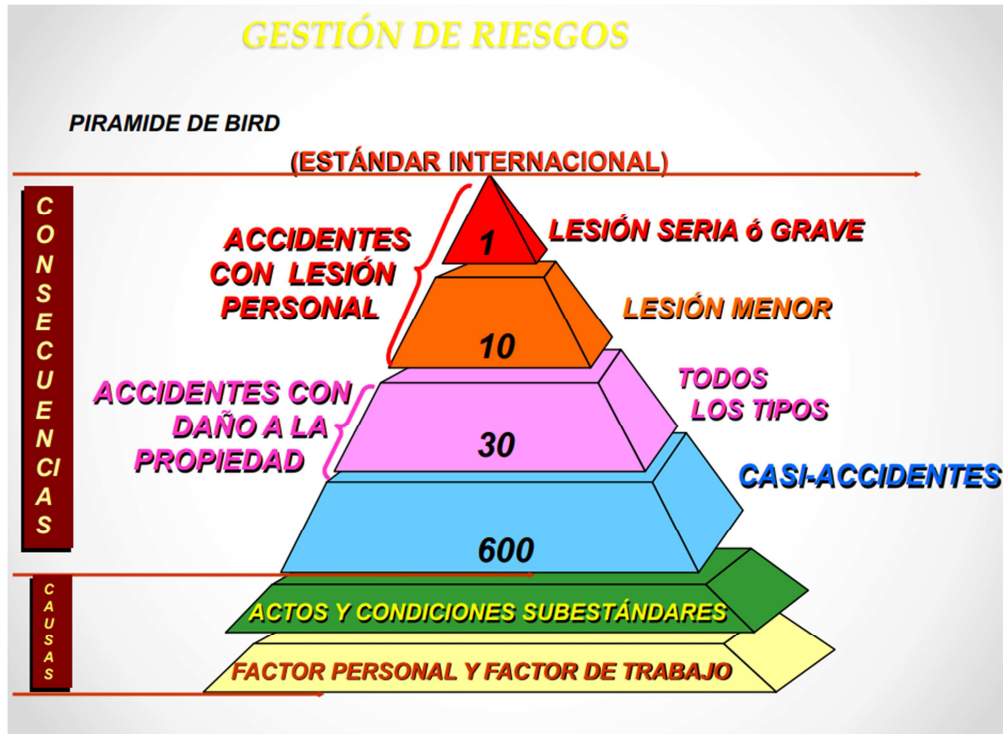 GESTIÓN DE RIESGOS
PIRAMIDE DE BIRD
(ESTÁNDAR INTERNACIONAL)
CONSECUENCIAS
ACCIDENTES
CON LESIÓN
PERSONAL
1
LESIÓN SERIA ó GRAVE
10
LESIÓN MENOR
ACCIDENTES CON
DAÑO A LA
PROPIEDAD
30
TODOS
LOS TIPOS
600
CASI-ACCIDENTES
CAUSAS
ACTOS Y CONDICIONES SUBESTÁNDARES
FACTOR PERSONAL Y FACTOR DE TRABAJO